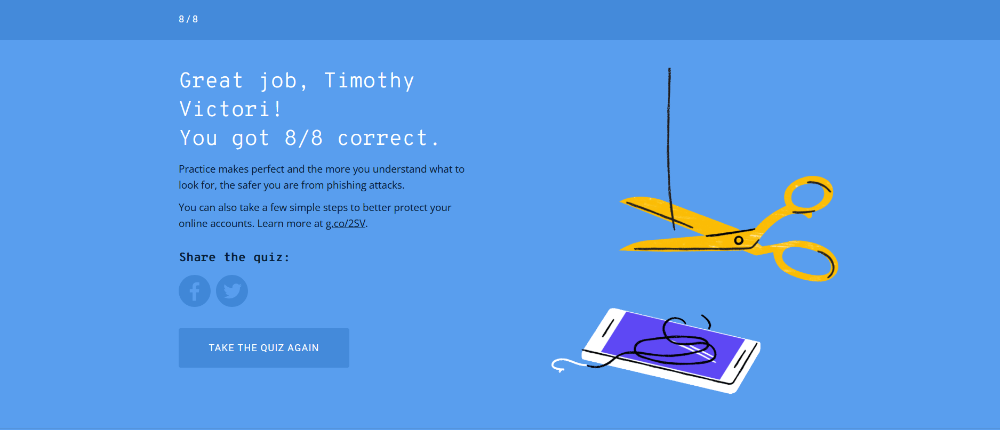 8 / 8
Great job, Timothy
Victori!
You got 8/8 correct.
Practice makes perfect and the more you understand what to
look for, the safer you are from phishing attacks.
You can also take a few simple steps to better protect your
online accounts. Learn more at g.co/2SV.
Share the quiz:
TAKE THE QUIZ AGAIN